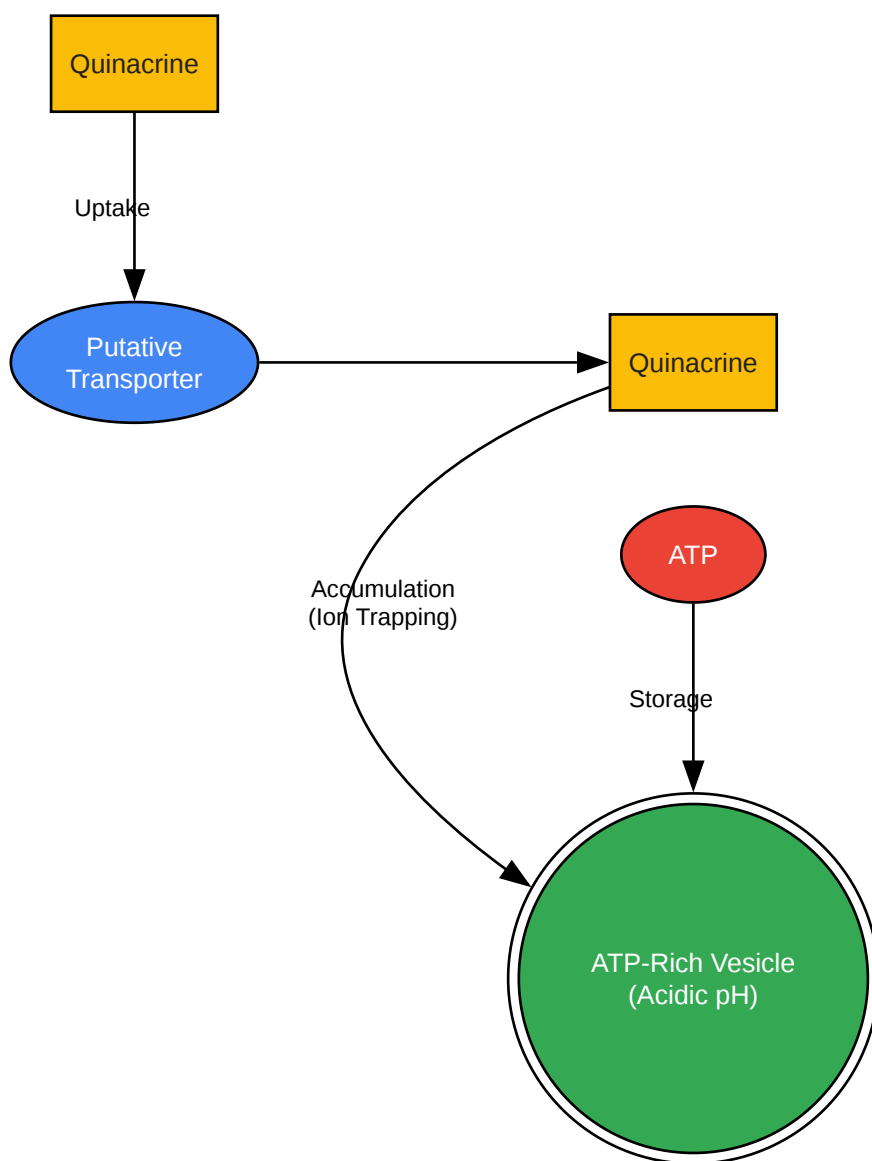 Quinacrine
Uptake
Putative
Transporter
Quinacrine
ATP
Accumulation
(Ion Trapping)
Storage
ATP-Rich Vesicle
(Acidic pH)